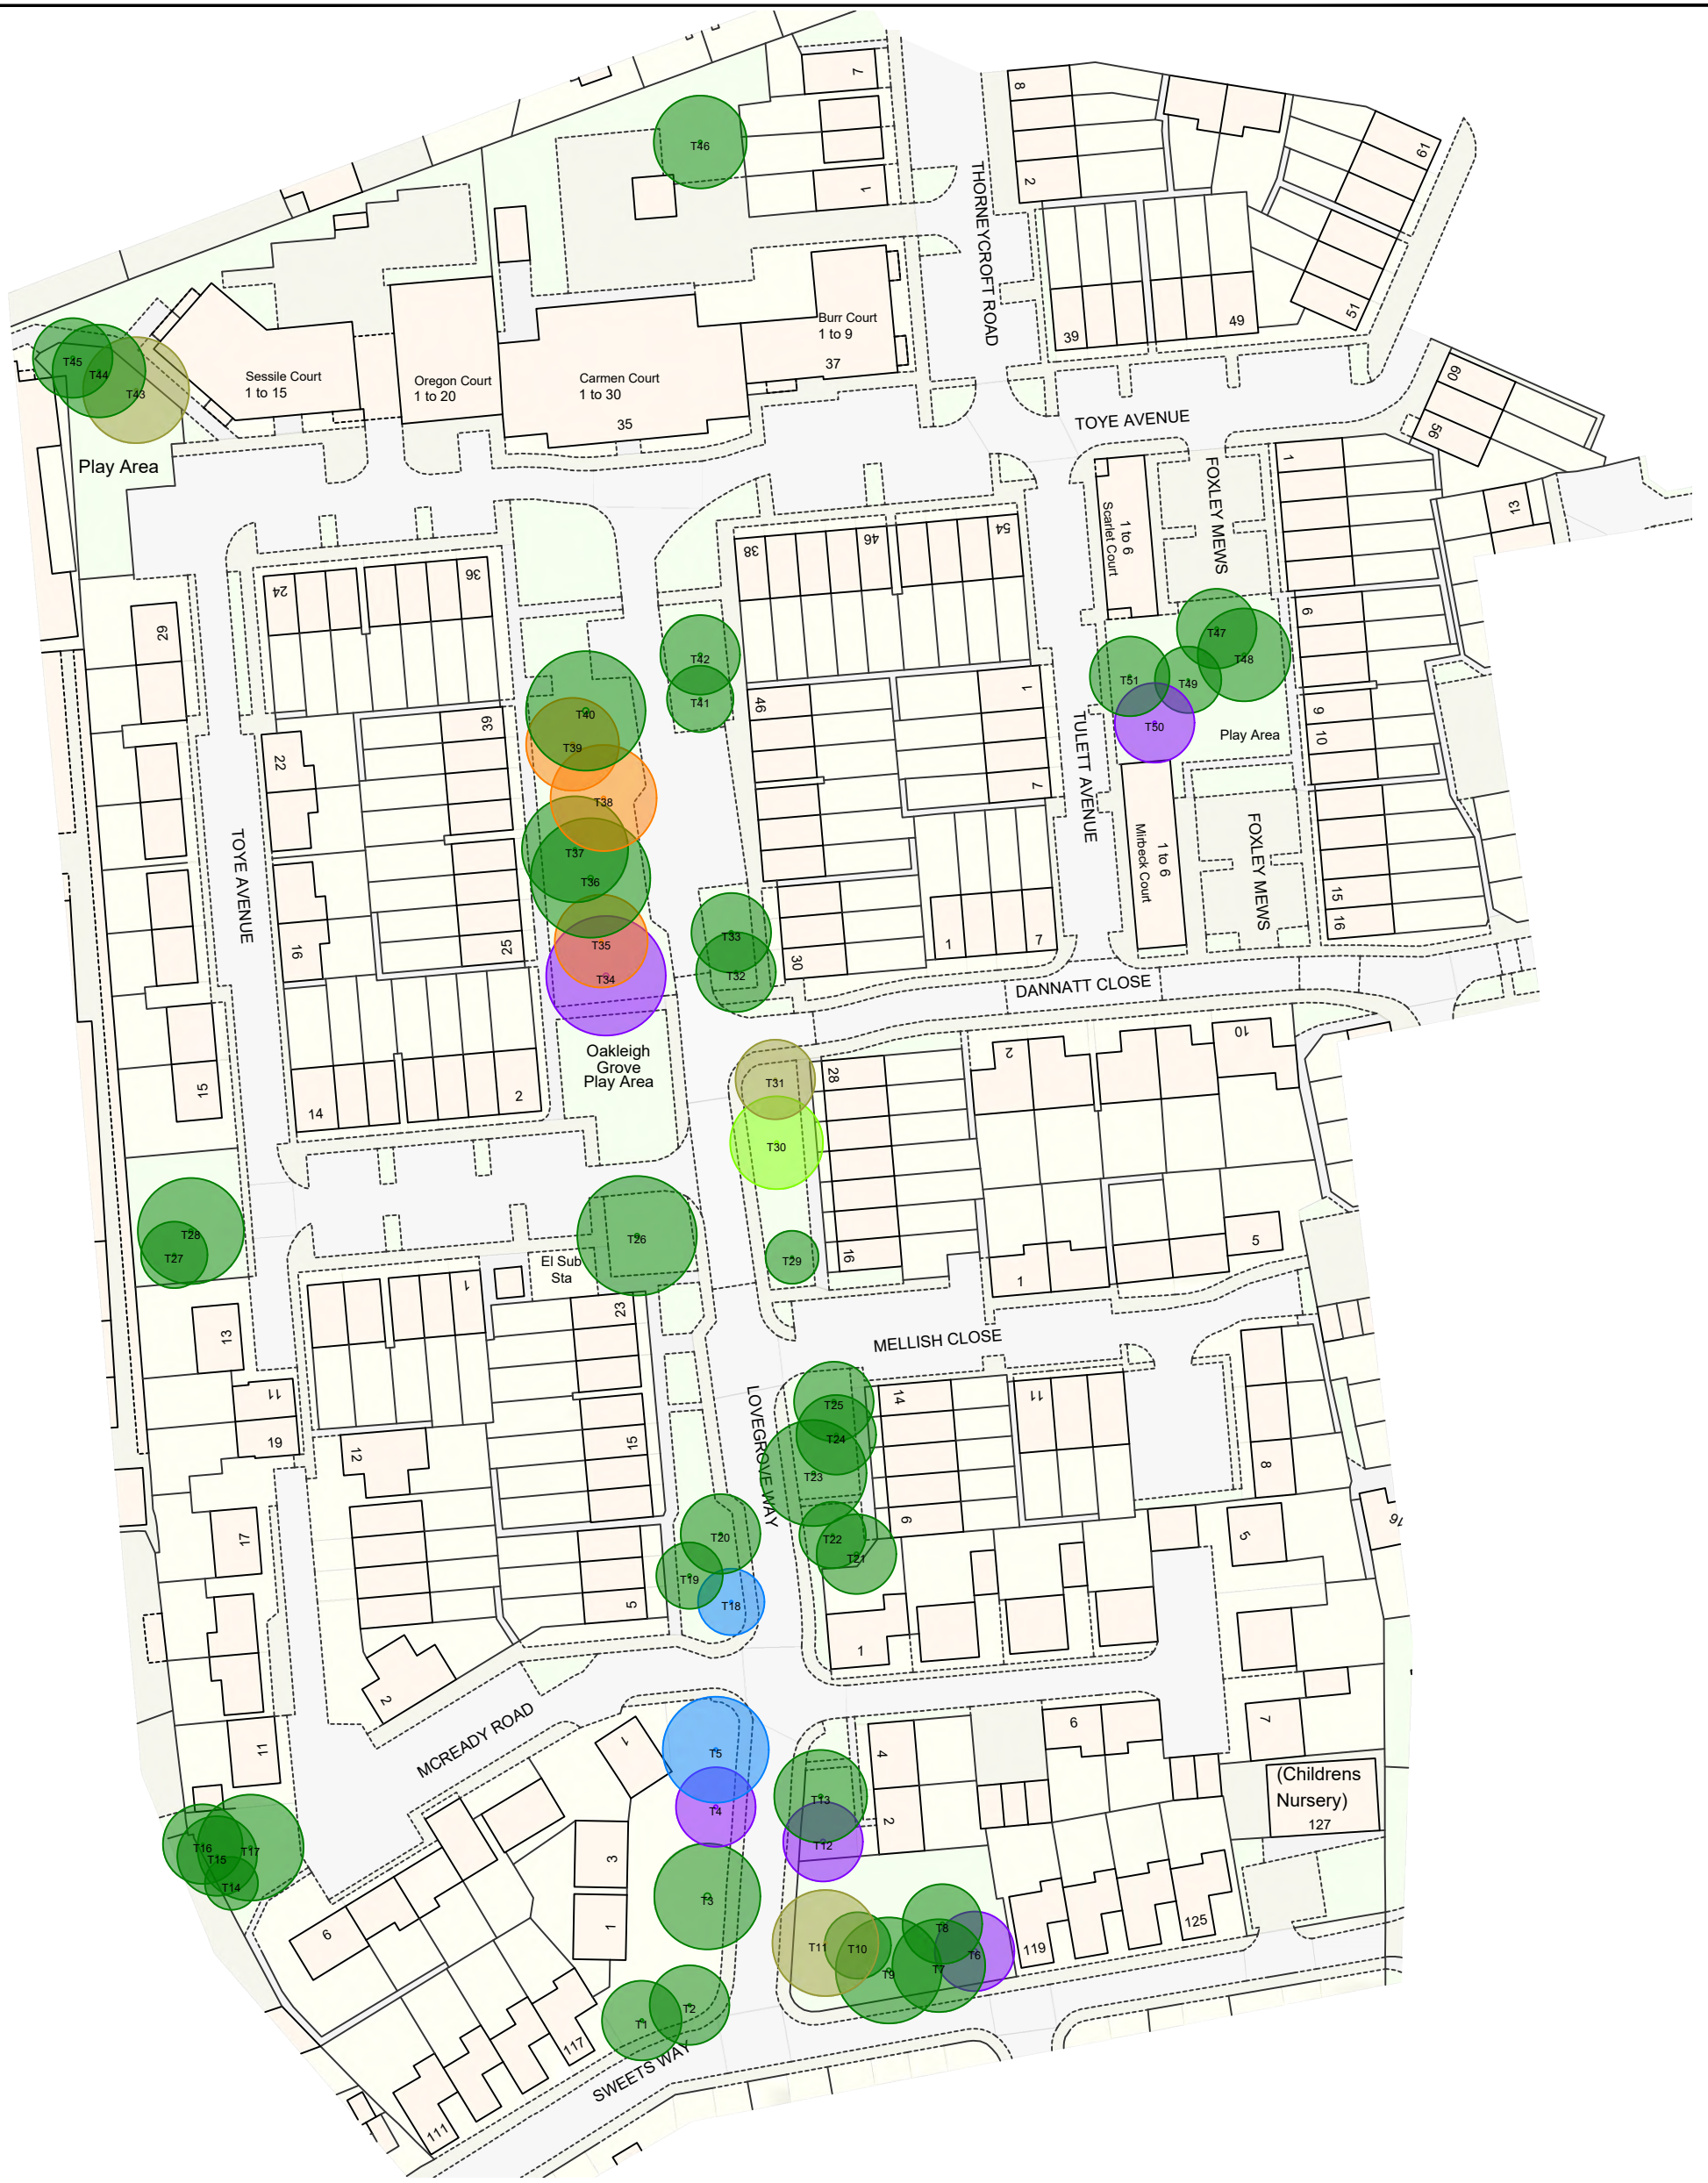 7
8
T46
61
2
1
THORNEYCROFT ROAD
51
Burr Court
1 to 9
37
39
49
T45
T44
T43
Sessile Court
1 to 15
Oregon Court
1 to 20
Carmen Court
1 to 30
35
60
56
TOYE AVENUE
Play Area
1
FOXLEY MEWS
13
1 to 6
Scarlet Court
38
46
54
24
36
29
6
T47
T48
T42
T51
T49
T41
T50
Play Area
T40
T39
39
46
1
9
10
22
TULETT AVENUE
7
T38
TOYE AVENUE
T37
T36
1 to 6
Mirbeck Court
FOXLEY MEWS
15
16
T33
T35
25
16
30
1
7
T32
T34
DANNATT CLOSE
Oakleigh
Grove
Play Area
T31
28
2
10
15
14
2
T30
T28
T27
T26
5
El Sub
Sta
T29
16
1
1
23
13
MELLISH CLOSE
11
19
T25
14
11
LOVEGROVE WAY
T24
12
15
T23
8
17
T20
T22
T21
6
5
16
T19
T18
5
1
2
MCREADY ROAD
11
T5
1
4
6
7
T4
T13
(Childrens
Nursery)
127
T12
2
T16
T15
T17
T14
3
T3
1
6
T11
T10
T8
T6
T9
T7
119
125
T1
T2
117
SWEETS WAY
111